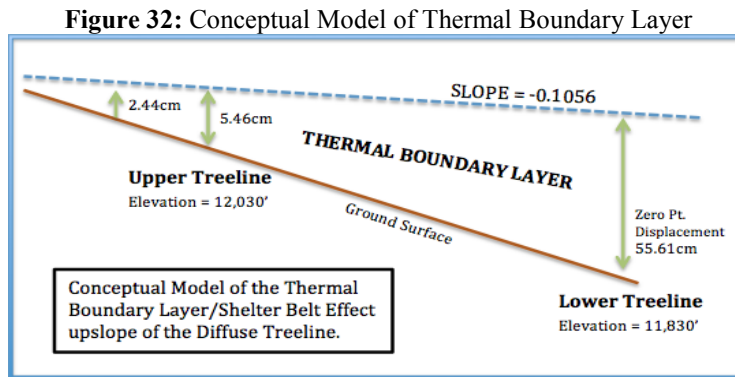 Figure 32: Conceptual Model of Thermal Boundary Layer
SLOPE = -0.1056
2.44cm
5.46cm
THERMAL BOUNDARY LAYER
Upper Treeline
Elevation = 12,030'
Ground Surface
Zero Pt.
Displacement
55.61cm
Conceptual Model of the Thermal
Boundary Layer/Shelter Belt Effect
upslope of the Diffuse Treeline.
Lower Treeline
Elevation = 11,830'